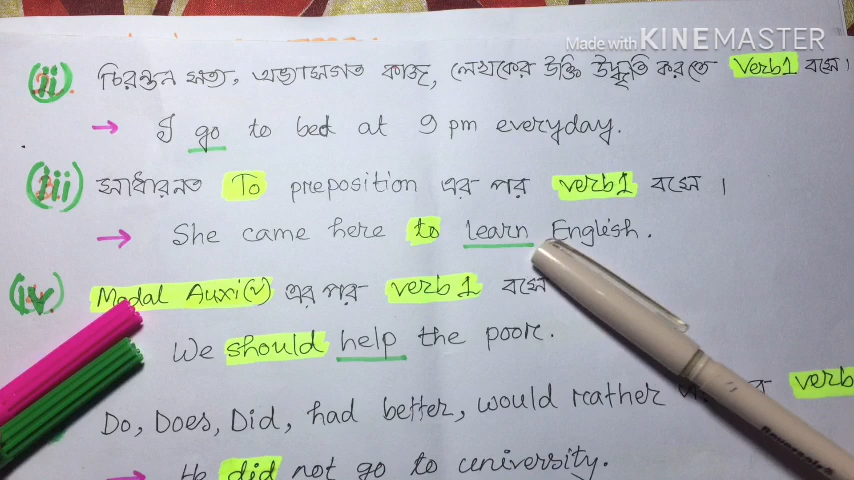 Made with KINEMASTER
(ii) চিরন্তন সত্য, অভ্যাসগত কাজ, লেখকের উক্তি উদ্ধৃতি করতে Verb1 বসে।
→ I go to bed at 9 pm everyday.
(iii) সাধারনত To preposition এর পর verb1 বসে।
→ She came here to learn English.
(iv) Modal Auxi(v) এর পর verb1 বসে
We should help the poor.
Do, Does, Did, had better, would rather verb
→ He did not go to university.